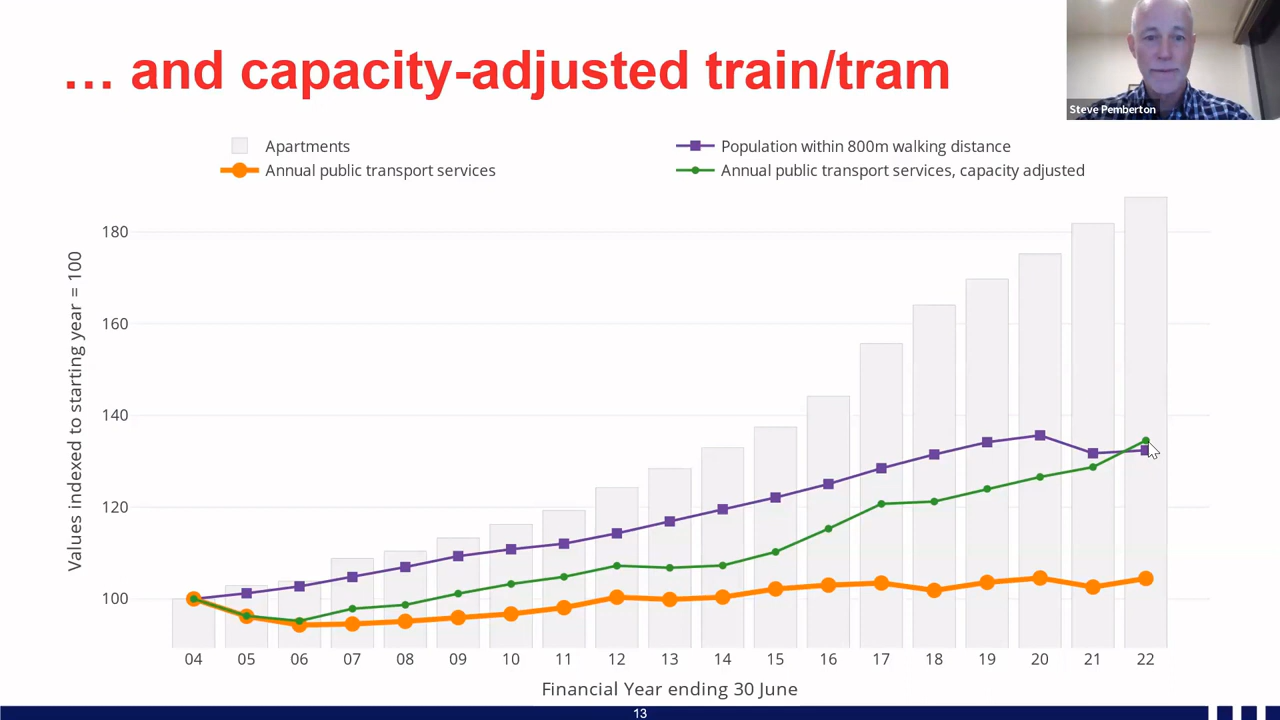 … and capacity-adjusted train/tram
Steve Pemberton
Apartments
Population within 800m walking distance
Annual public transport services
Annual public transport services, capacity adjusted
Values indexed to starting year = 100
180
160
140
120
100
04 05 06 07 08 09 10 11 12 13 14 15 16 17 18 19 20 21 22
Financial Year ending 30 June
13